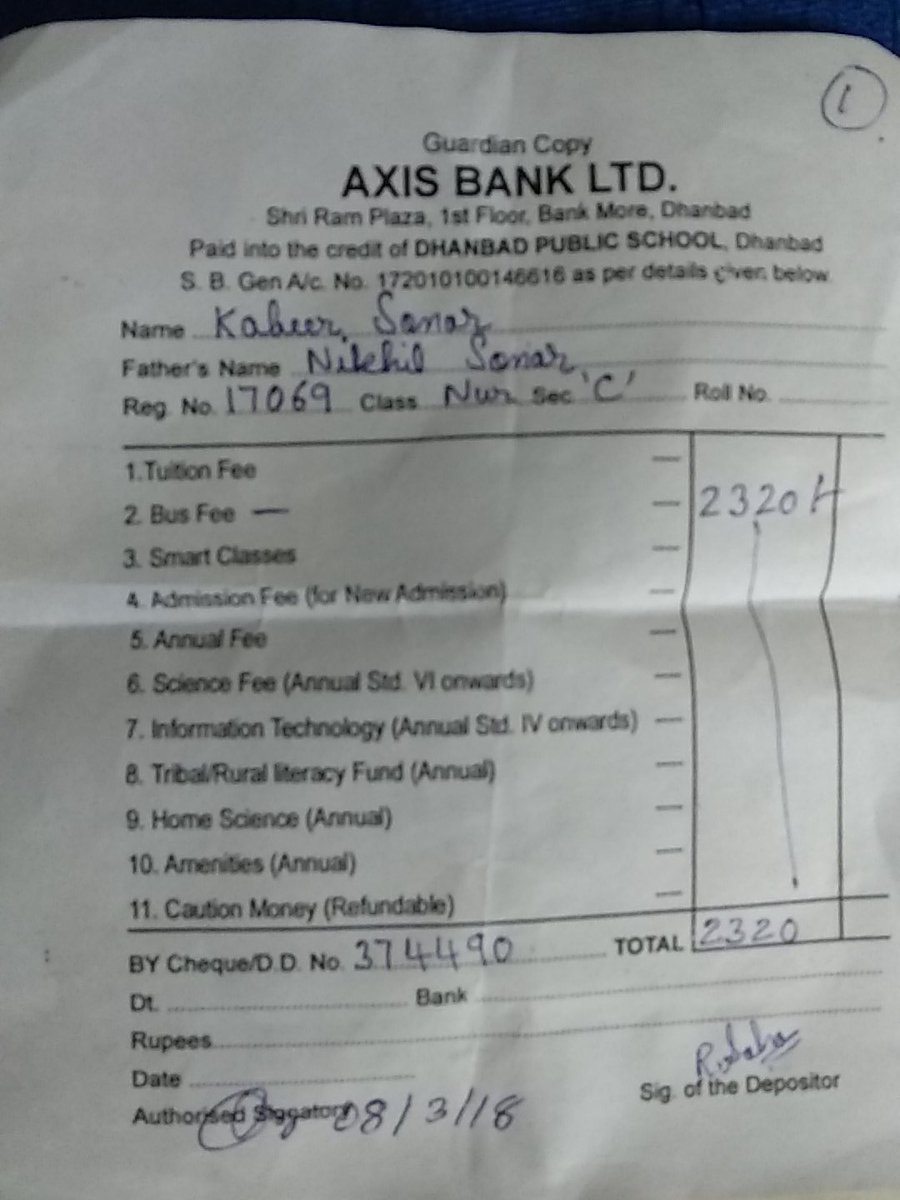 1
Guardian Copy
AXIS BANK LTD.
Shri Ram Plaza, 1st Floor, Bank More, Dhanbad
Paid into the credit of DHANBAD PUBLIC SCHOOL, Dhanbad
S. B. Gen A/c. No. 172010100146616 as per details given below
Name Kabeer Sonar
Father's Name Nikhil Sonar
Reg. No. 17069 Class Nur Sec 'C' Roll No.
1. Tuition Fee —
2. Bus Fee — — 2320/-
3. Smart Classes —
4. Admission Fee (for New Admission) —
5. Annual Fee —
6. Science Fee (Annual Std. VI onwards) —
7. Information Technology (Annual Std. IV onwards) —
8. Tribal/Rural literacy Fund (Annual) —
9. Home Science (Annual) —
10. Amenities (Annual) —
11. Caution Money (Refundable) —
BY Cheque/D.D. No. 374490 TOTAL 2320
Dt. Bank
Rupees
Date
Sig. of the Depositor
Authorised Signatory 08/3/18